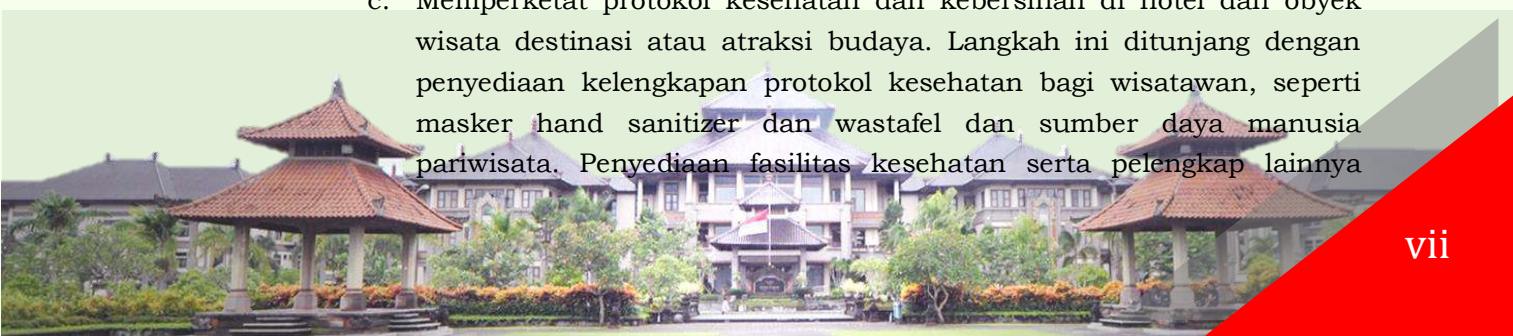 c. Memperketat protokol kesehatan dan kebersihan di hotel dan obyek
wisata destinasi atau atraksi budaya. Langkah ini ditunjang dengan
penyediaan kelengkapan protokol kesehatan bagi wisatawan, seperti
masker hand sanitizer dan wastafel dan sumber daya manusia
pariwisata. Penyediaan fasilitas kesehatan serta pelengkap lainnya
vii